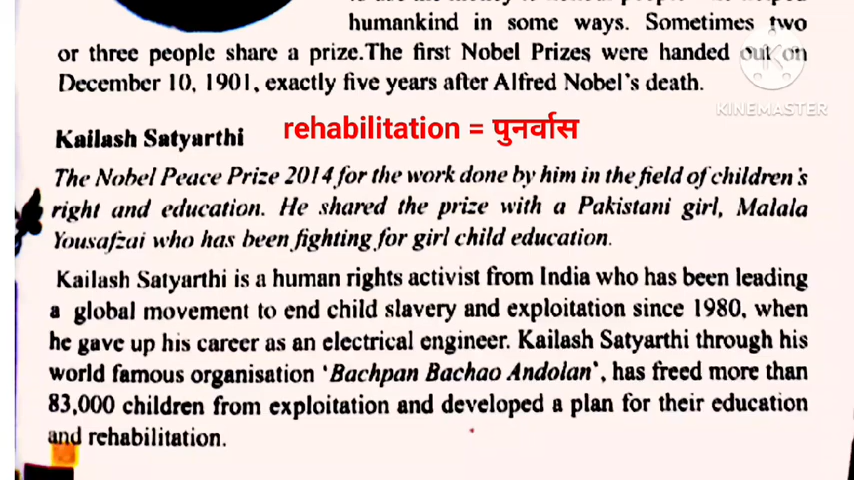 humankind in some ways. Sometimes two
or three people share a prize.The first Nobel Prizes were handed out on
December 10, 1901, exactly five years after Alfred Nobel's death.
KINEMASTER
Kailash Satyarthi rehabilitation = पुनर्वास
The Nobel Peace Prize 2014 for the work done by him in the field of children's
right and education. He shared the prize with a Pakistani girl, Malala
Yousafzai who has been fighting for girl child education.
Kailash Satyarthi is a human rights activist from India who has been leading
a global movement to end child slavery and exploitation since 1980, when
he gave up his career as an electrical engineer. Kailash Satyarthi through his
world famous organisation 'Bachpan Bachao Andolan', has freed more than
83,000 children from exploitation and developed a plan for their education
and rehabilitation.